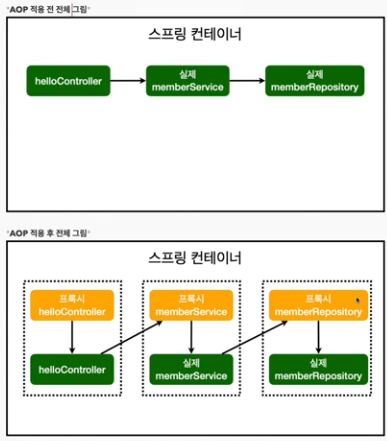 *AOP 적용 전 전체 그림*
스프링 컨테이너
helloController
실제
memberService
실제
memberRepository
*AOP 적용 후 전체 그림*
스프링 컨테이너
프록시
helloController
프록시
memberService
프록시
memberRepository
helloController
실제
memberService
실제
memberRepository